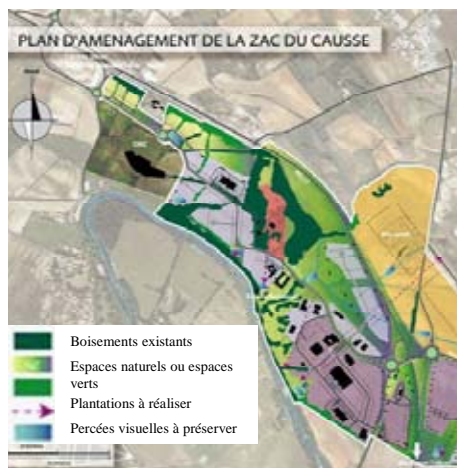 PLAN D'AMENAGEMENT DE LA ZAC DU CAUSSE
Boisements existants
Espaces naturels ou espaces
verts
Plantations à réaliser
Percées visuelles à préserver